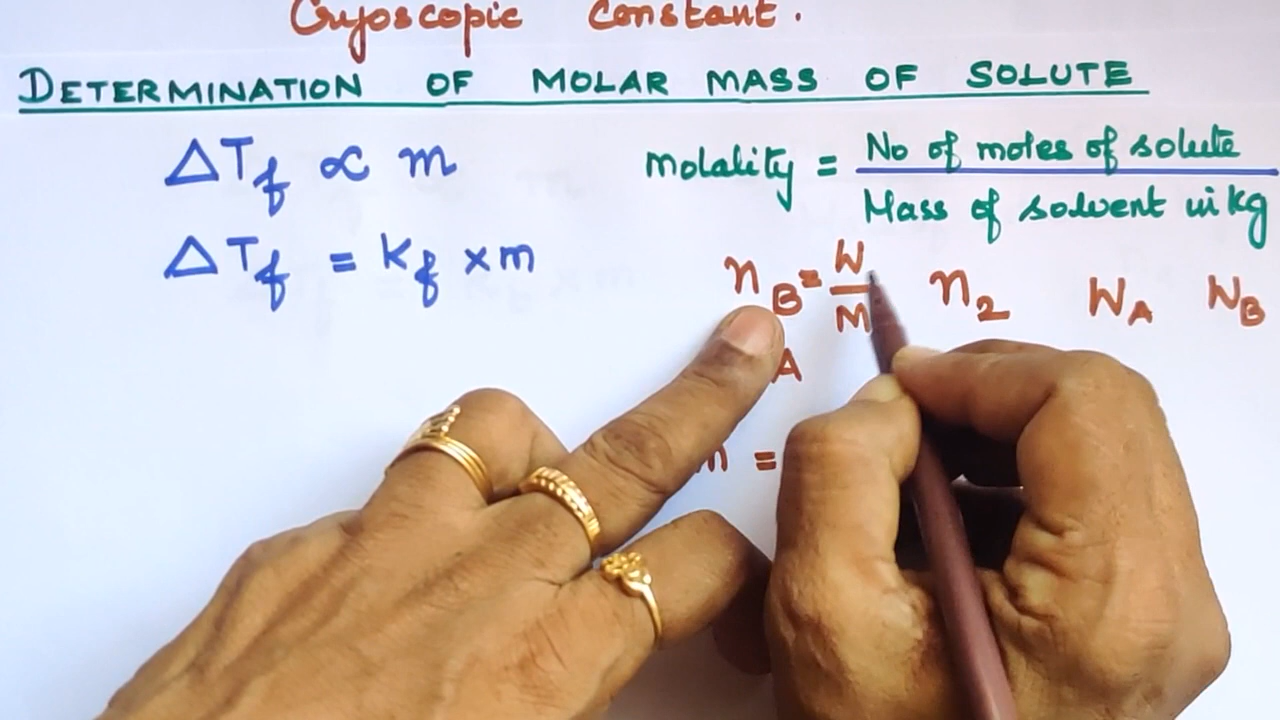 Cryoscopic Constant.
DETERMINATION OF MOLAR MASS OF SOLUTE
ΔTf ∝ m
Molality = No of moles of solute
Mass of solvent in kg
ΔTf = Kf × m
nB = W
M
n2 WA WB
A
m =